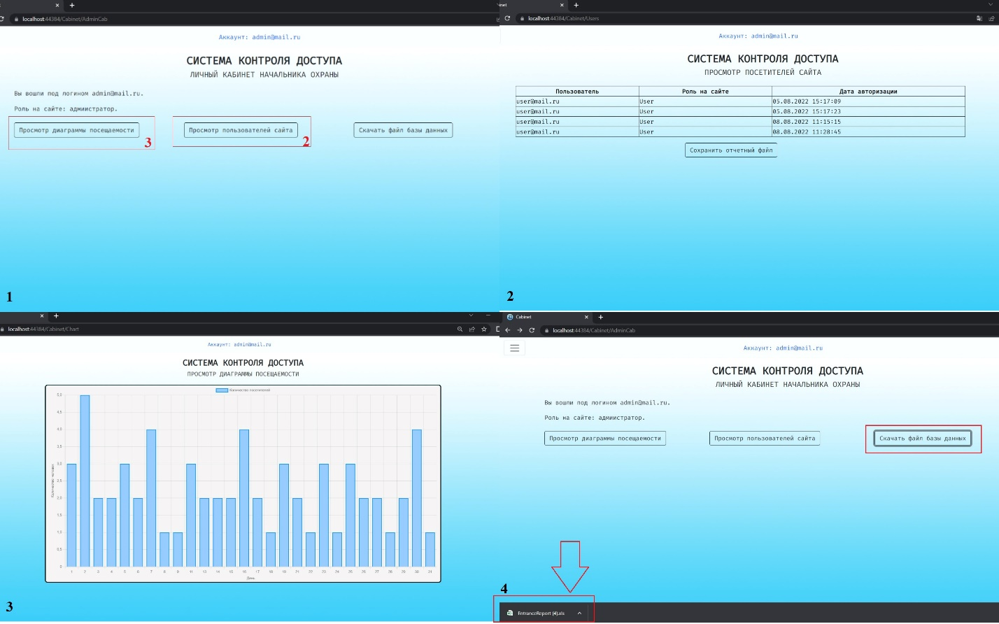 localhost:44384/Cabinet/AdminCab
Аккаунт: admin@mail.ru
СИСТЕМА КОНТРОЛЯ ДОСТУПА
ЛИЧНЫЙ КАБИНЕТ НАЧАЛЬНИКА ОХРАНЫ
Вы вошли под логином admin@mail.ru.
Роль на сайте: адмиистратор.
Просмотр диаграммы посещаемости
3
Просмотр пользователей сайта
2
Скачать файл базы данных
1
inet
localhost:44384/Cabinet/Users
Аккаунт: admin@mail.ru
СИСТЕМА КОНТРОЛЯ ДОСТУПА
ПРОСМОТР ПОСЕТИТЕЛЕЙ САЙТА
Пользователь Роль на сайте Дата авторизации
user@mail.ru User 05.08.2022 15:17:09
user@mail.ru User 05.08.2022 15:17:23
user@mail.ru User 08.08.2022 11:15:15
user@mail.ru User 08.08.2022 11:28:45
Сохранить отчетный файл
2
localhost:44384/Cabinet/Chart
Аккаунт: admin@mail.ru
СИСТЕМА КОНТРОЛЯ ДОСТУПА
ПРОСМОТР ДИАГРАММЫ ПОСЕЩАЕМОСТИ
Количество посетителей
5,0
4,5
4,0
3,5
3,0
2,5
2,0
1,5
1,0
0,5
0
Количество человек
1 2 3 4 5 6 7 8 9 11 13 14 15 16 17 18 19 21 22 23 24 25 26 27 28 29 30 31
День
3
Cabinet
localhost:44384/Cabinet/AdminCab
Аккаунт: admin@mail.ru
СИСТЕМА КОНТРОЛЯ ДОСТУПА
ЛИЧНЫЙ КАБИНЕТ НАЧАЛЬНИКА ОХРАНЫ
Вы вошли под логином admin@mail.ru.
Роль на сайте: адмиистратор.
Просмотр диаграммы посещаемости
Просмотр пользователей сайта
Скачать файл базы данных
4
EntranceReport (4).xls